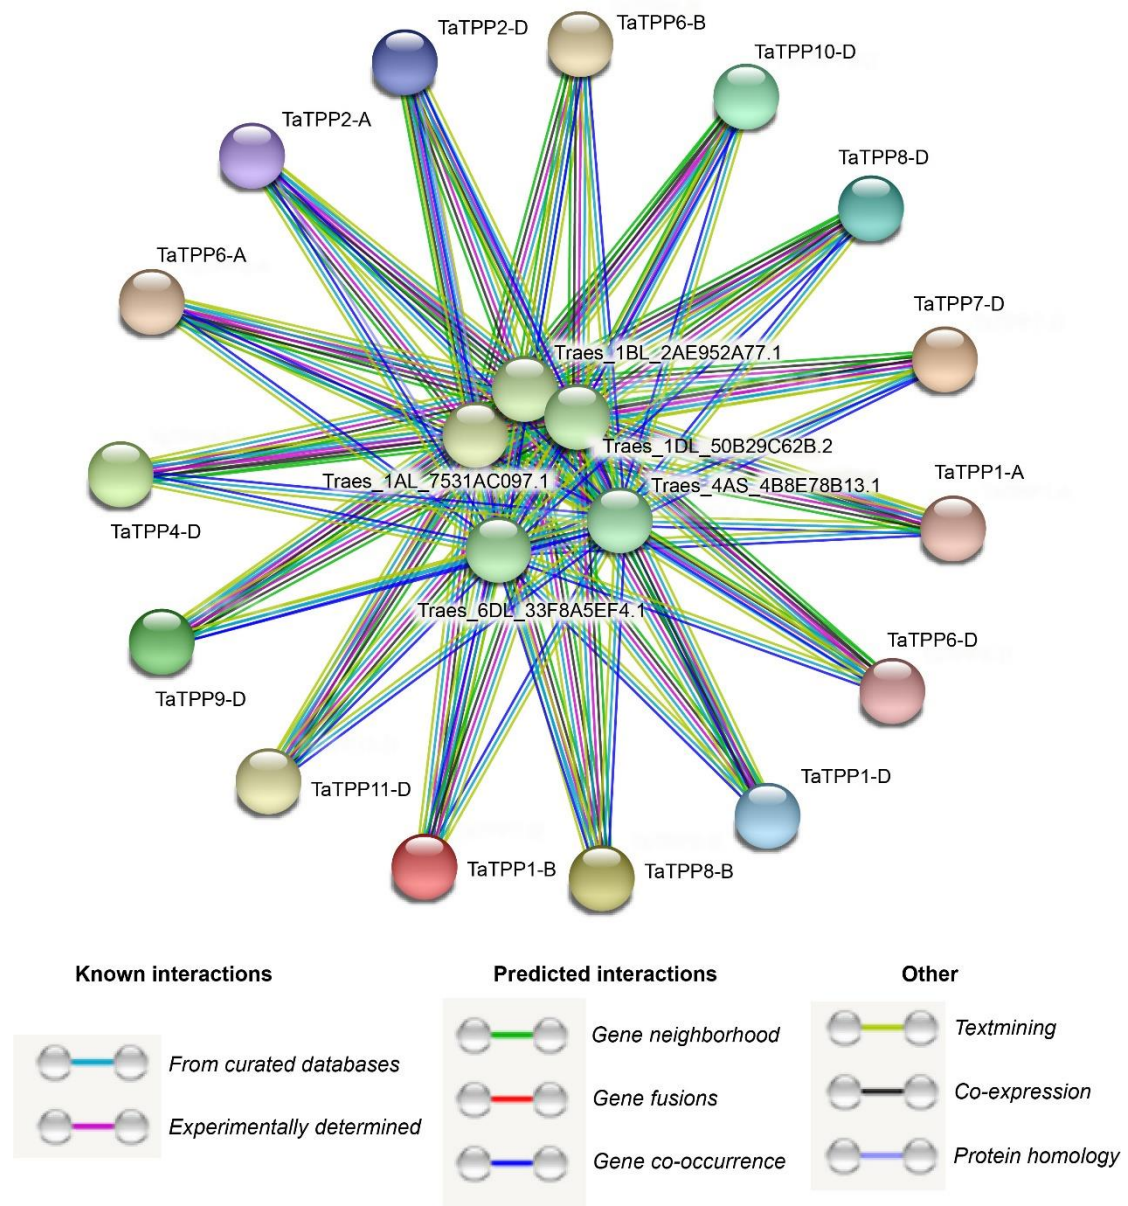 TaTPP2-D
TaTPP6-B
TaTPP10-D
TaTPP2-A
TaTPP8-D
TaTPP6-A
TaTPP7-D
Traes_1BL_2AE952A77.1
Traes_1DL_50B29C62B.2
TaTPP1-A
Traes_1AL_7531AC097.1
Traes_4AS_4B8E78B13.1
TaTPP4-D
Traes_6DL_33F8A5EF4.1
TaTPP6-D
TaTPP9-D
TaTPP11-D
TaTPP1-D
TaTPP1-B
TaTPP8-B
Known interactions
From curated databases
Experimentally determined
Predicted interactions
Gene neighborhood
Gene fusions
Gene co-occurrence
Other
Textmining
Co-expression
Protein homology